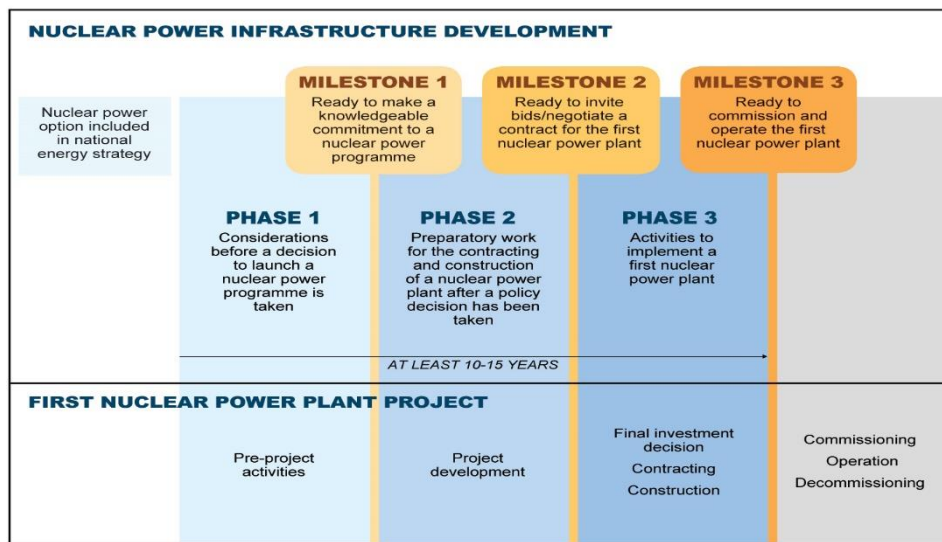 NUCLEAR POWER INFRASTRUCTURE DEVELOPMENT
Nuclear power
option included
in national
energy strategy
MILESTONE 1
Ready to make a
knowledgeable
commitment to a
nuclear power
programme
MILESTONE 2
Ready to invite
bids/negotiate a
contract for the first
nuclear power plant
MILESTONE 3
Ready to
commission and
operate the first
nuclear power plant
PHASE 1
Considerations
before a decision
to launch a
nuclear power
programme is
taken
PHASE 2
Preparatory work
for the contracting
and construction
of a nuclear power
plant after a policy
decision has been
taken
PHASE 3
Activities to
implement a
first nuclear
power plant
AT LEAST 10-15 YEARS
FIRST NUCLEAR POWER PLANT PROJECT
Pre-project
activities
Project
development
Final investment
decision
Contracting
Construction
Commissioning
Operation
Decommissioning